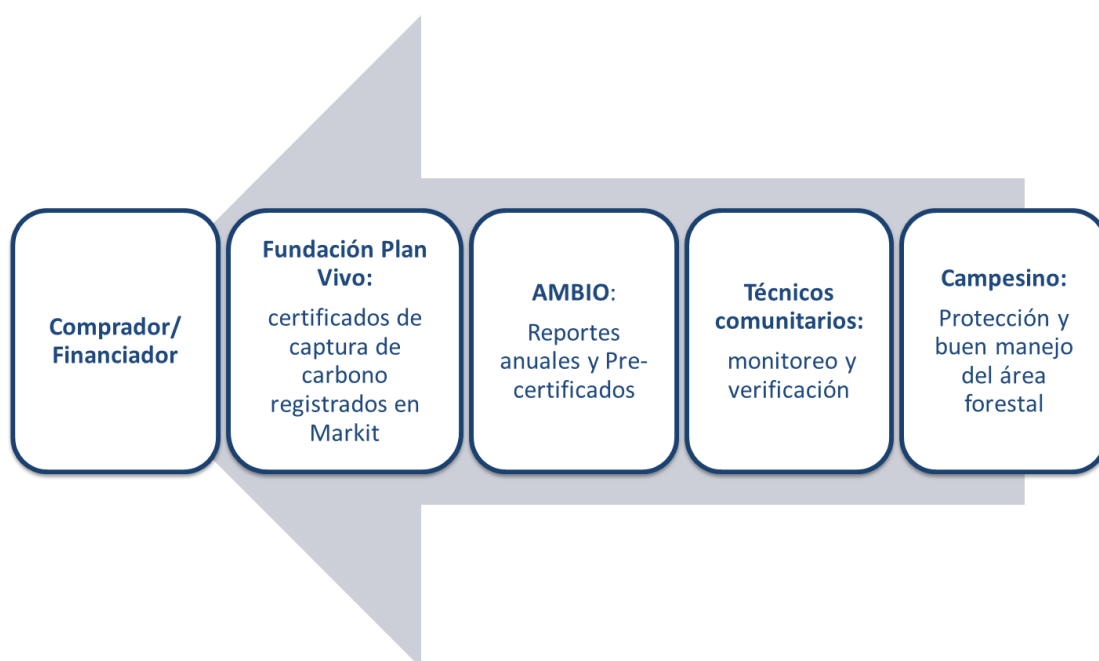 Comprador/
Financiador
Fundación Plan
Vivo:
certificados de
captura de
carbono
registrados en
Markit
AMBIO:
Reportes
anuales y Pre-
certificados
Técnicos
comunitarios:
monitoreo y
verificación
Campesino:
Protección y
buen manejo
del área
forestal